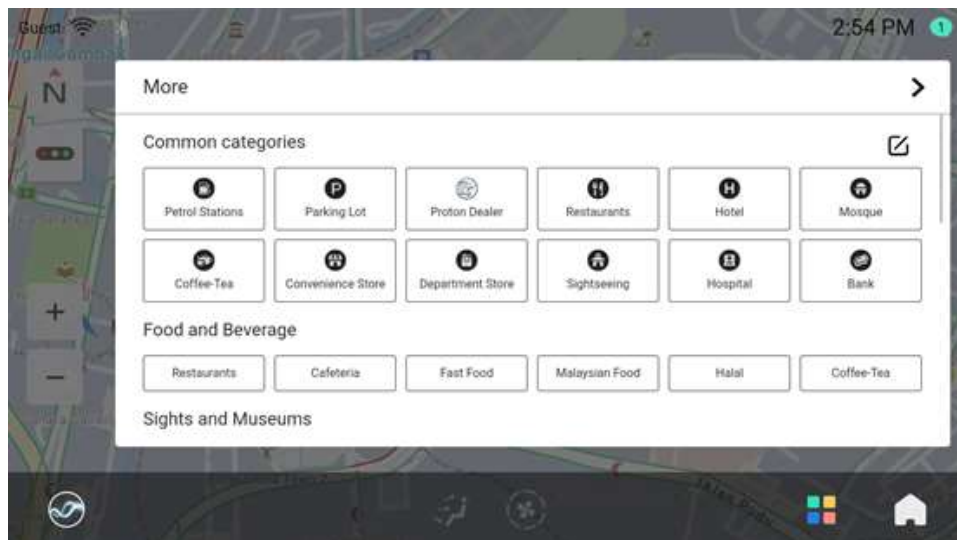 Guest
2:54 PM 1
N
More
Common categories
Petrol Stations Parking Lot Proton Dealer Restaurants Hotel Mosque
Coffee-Tea Convenience Store Department Store Sightseeing Hospital Bank
Food and Beverage
Restaurants Cafeteria Fast Food Malaysian Food Halal Coffee-Tea
Sights and Museums